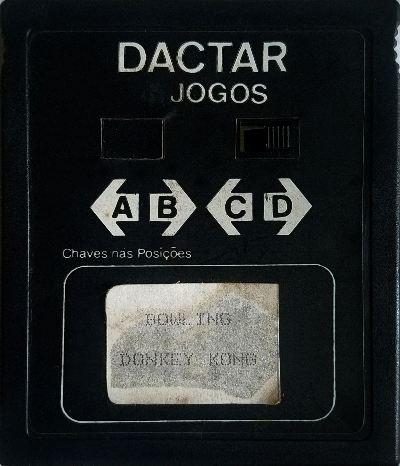 DACTAR
JOGOS
A B C D
Chaves nas Posições
BOWLING
DONKEY KONG